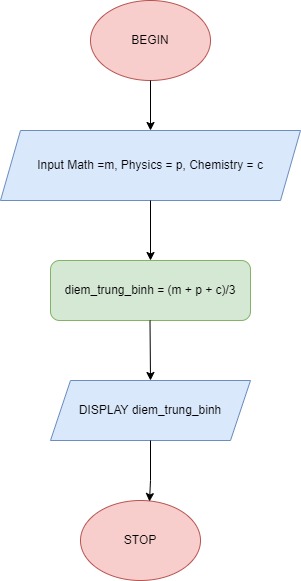 BEGIN
Input Math =m, Physics = p, Chemistry = c
diem_trung_binh = (m + p + c)/3
DISPLAY diem_trung_binh
STOP